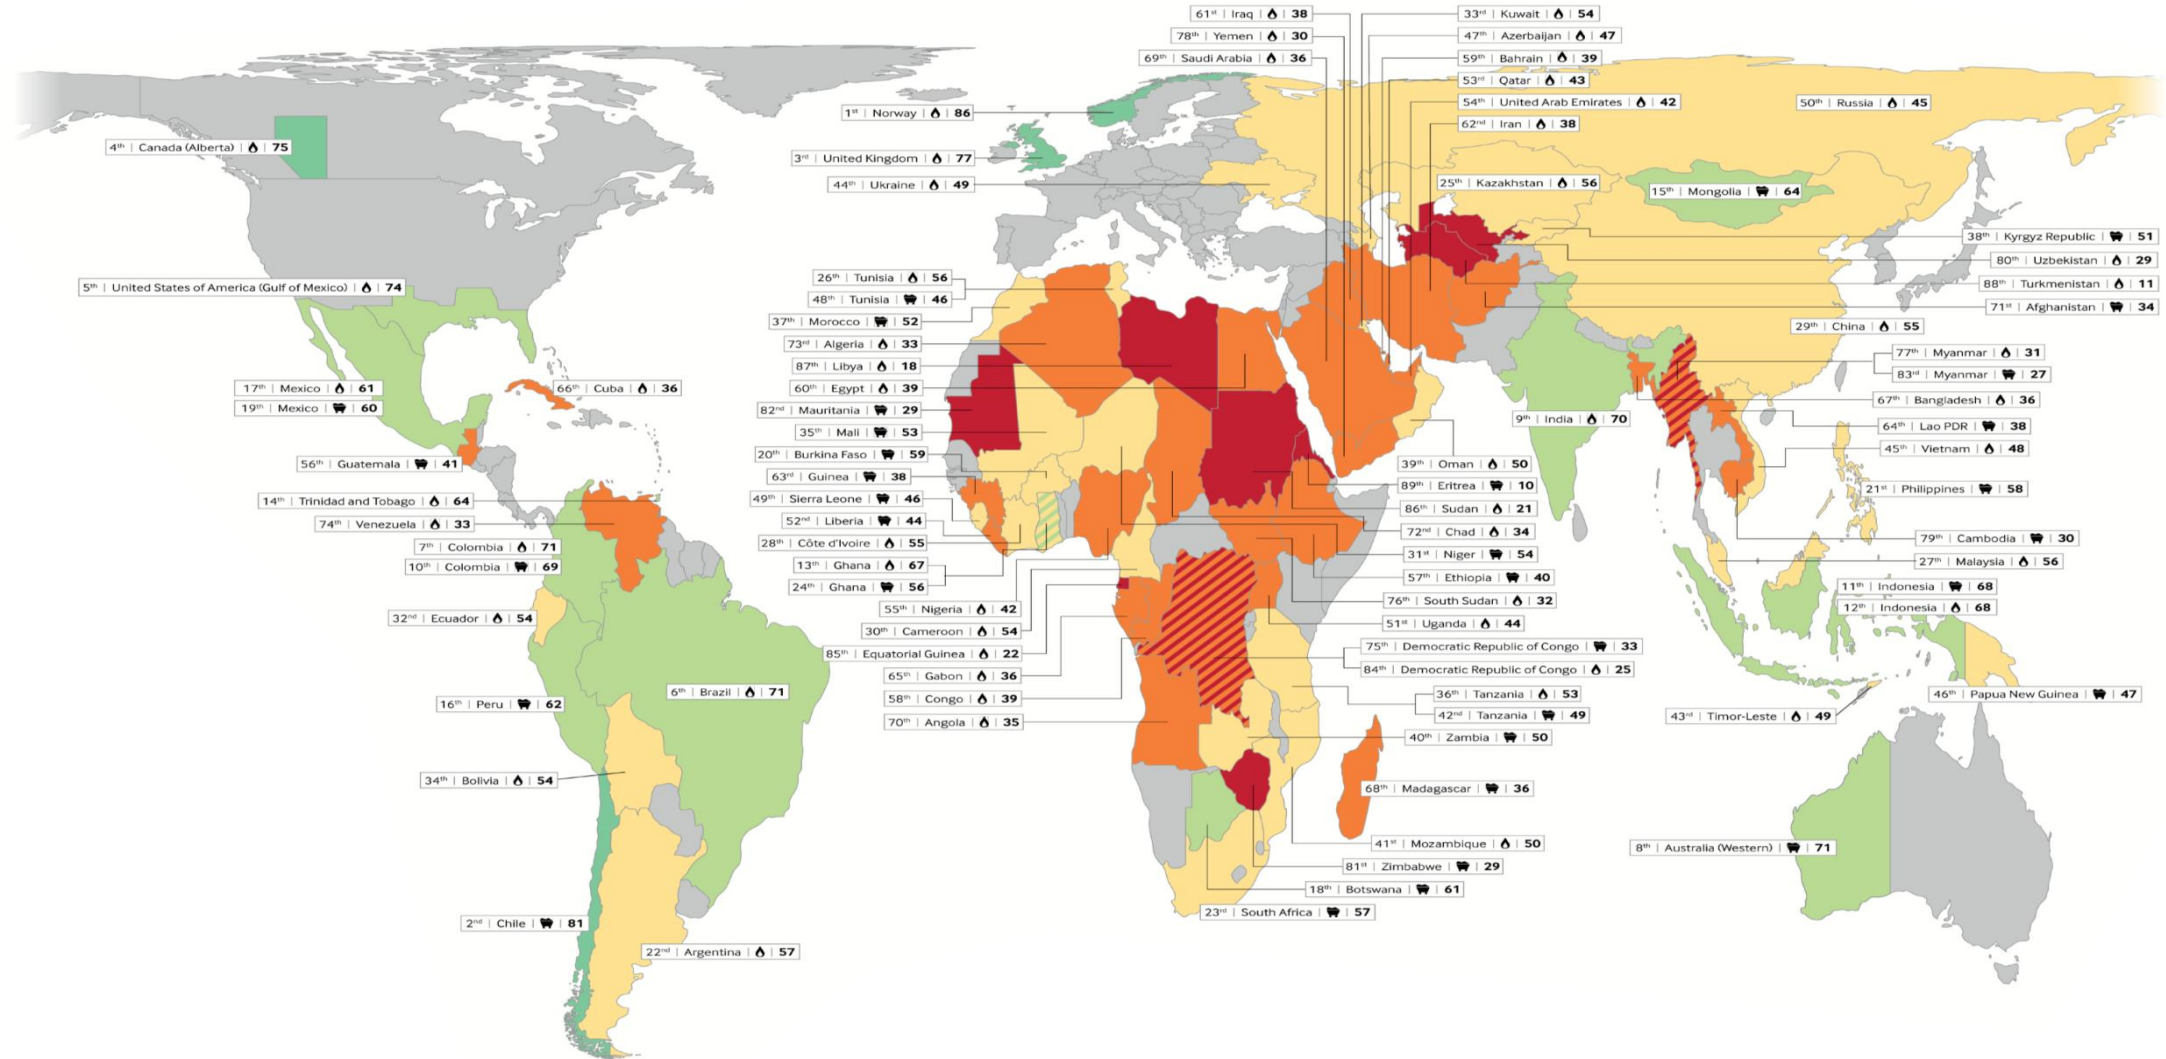 61st | Iraq | 38
78th | Yemen | 30
69th | Saudi Arabia | 36
33rd | Kuwait | 54
47th | Azerbaijan | 47
59th | Bahrain | 39
53rd | Qatar | 43
54th | United Arab Emirates | 42
62nd | Iran | 38
50th | Russia | 45
1st | Norway | 86
4th | Canada (Alberta) | 75
3rd | United Kingdom | 77
44th | Ukraine | 49
25th | Kazakhstan | 56
15th | Mongolia | 64
38th | Kyrgyz Republic | 51
80th | Uzbekistan | 29
88th | Turkmenistan | 11
71st | Afghanistan | 34
29th | China | 55
5th | United States of America (Gulf of Mexico) | 74
26th | Tunisia | 56
48th | Tunisia | 46
37th | Morocco | 52
73rd | Algeria | 33
87th | Libya | 18
60th | Egypt | 39
82nd | Mauritania | 29
35th | Mali | 53
20th | Burkina Faso | 59
63rd | Guinea | 38
49th | Sierra Leone | 46
52nd | Liberia | 44
28th | Côte d'Ivoire | 55
13th | Ghana | 67
24th | Ghana | 56
55th | Nigeria | 42
30th | Cameroon | 54
85th | Equatorial Guinea | 22
65th | Gabon | 36
58th | Congo | 39
70th | Angola | 35
17th | Mexico | 61
19th | Mexico | 60
66th | Cuba | 36
56th | Guatemala | 41
14th | Trinidad and Tobago | 64
74th | Venezuela | 33
7th | Colombia | 71
10th | Colombia | 69
32nd | Ecuador | 54
6th | Brazil | 71
16th | Peru | 62
34th | Bolivia | 54
2nd | Chile | 81
22nd | Argentina | 57
77th | Myanmar | 31
83rd | Myanmar | 27
67th | Bangladesh | 36
9th | India | 70
64th | Lao PDR | 38
45th | Vietnam | 48
21st | Philippines | 58
79th | Cambodia | 30
27th | Malaysia | 56
11th | Indonesia | 68
12th | Indonesia | 68
39th | Oman | 50
89th | Eritrea | 10
86th | Sudan | 21
72nd | Chad | 34
31st | Niger | 54
57th | Ethiopia | 40
76th | South Sudan | 32
51st | Uganda | 44
75th | Democratic Republic of Congo | 33
84th | Democratic Republic of Congo | 25
36th | Tanzania | 53
42nd | Tanzania | 49
40th | Zambia | 50
68th | Madagascar | 36
41st | Mozambique | 50
81st | Zimbabwe | 29
18th | Botswana | 61
23rd | South Africa | 57
46th | Papua New Guinea | 47
43rd | Timor-Leste | 49
8th | Australia (Western) | 71